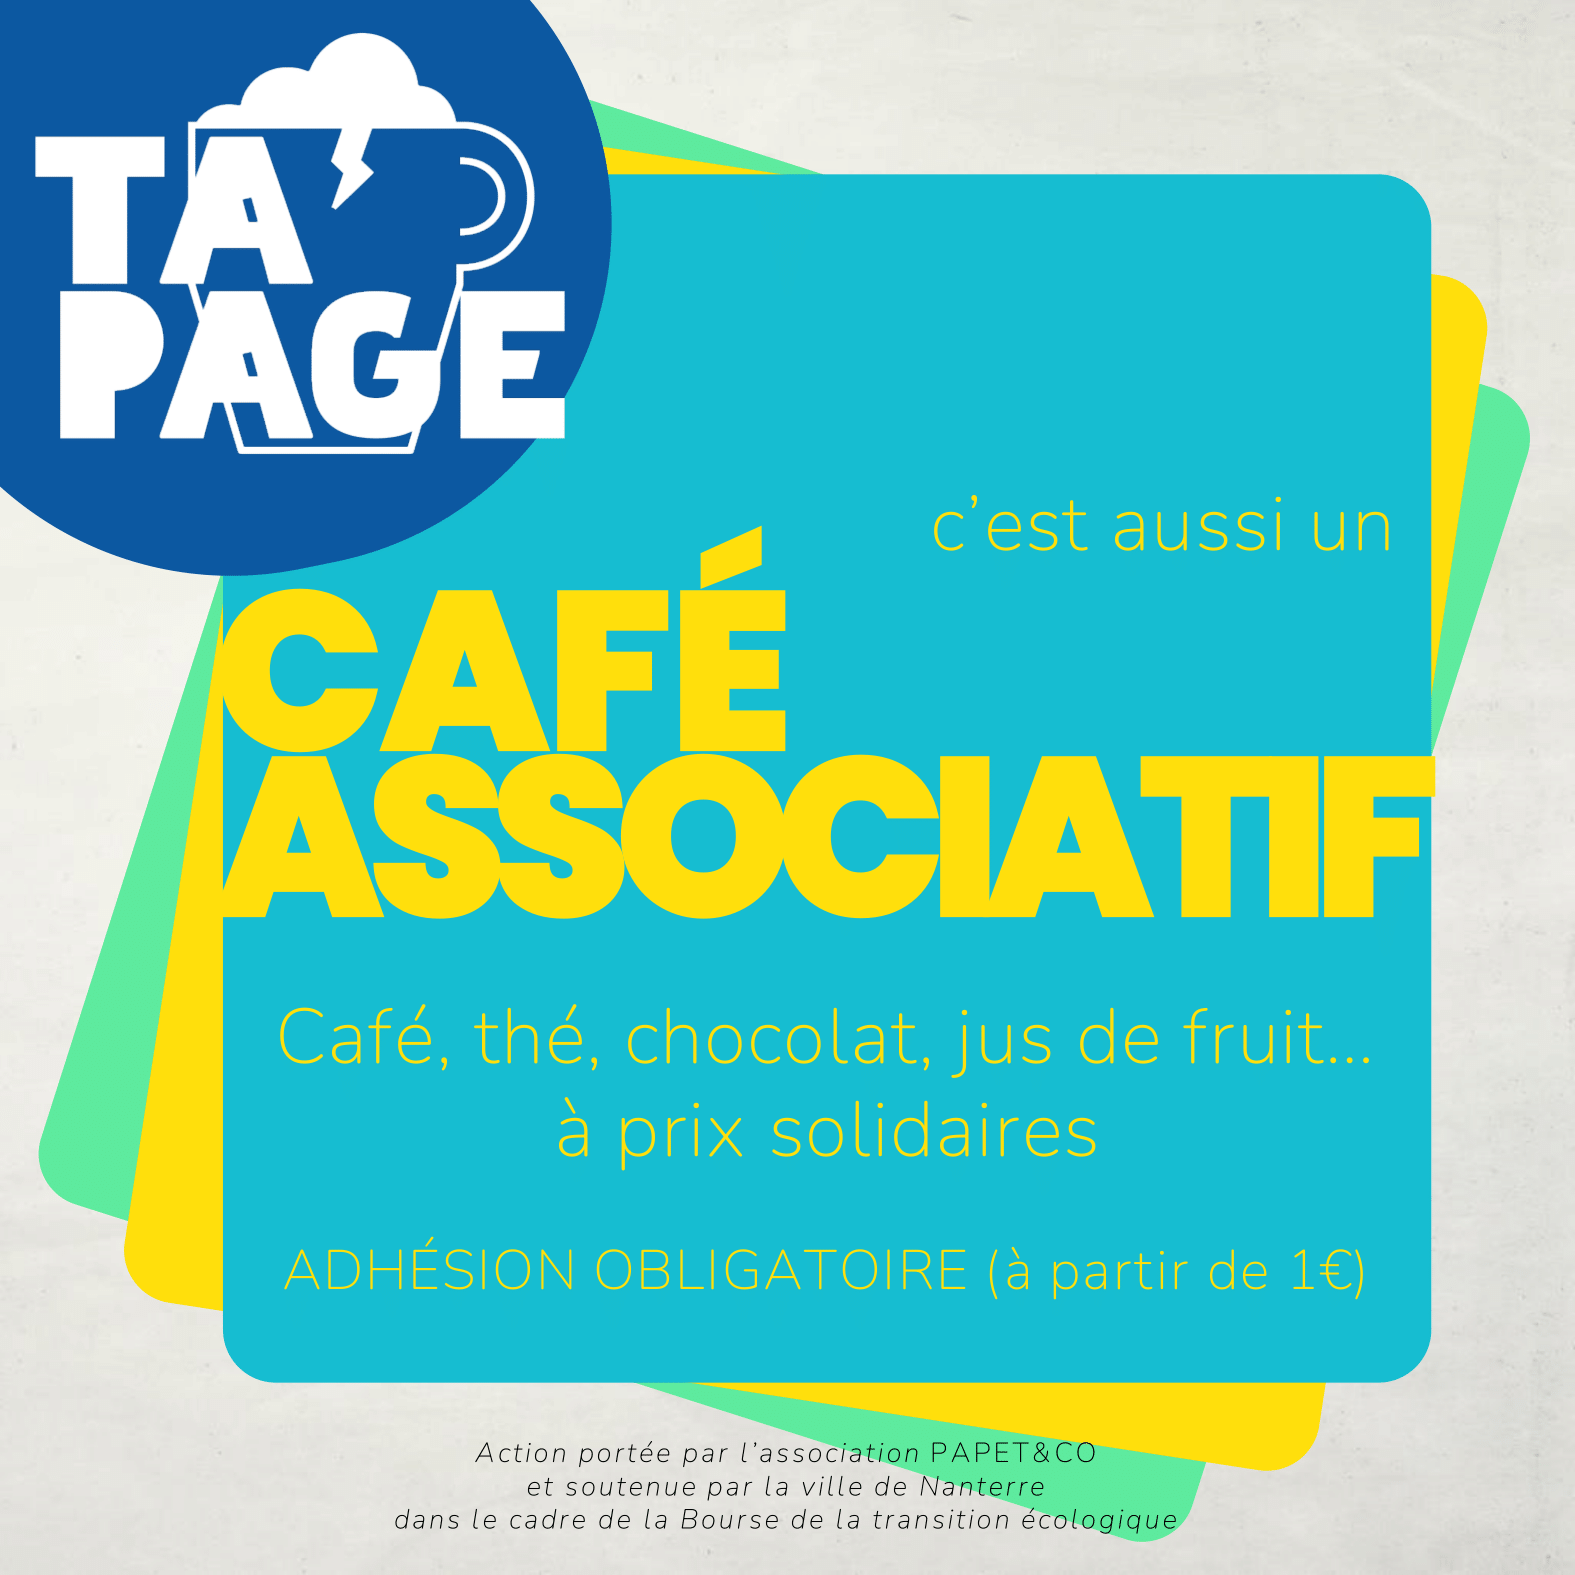 TA
PAGE
c’est aussi un
CAFÉ
ASSOCIATIF
Café, thé, chocolat, jus de fruit...
à prix solidaires
ADHÉSION OBLIGATOIRE (à partir de 1€)
Action portée par l’association PAPET&CO
et soutenue par la ville de Nanterre
dans le cadre de la Bourse de la transition écologique